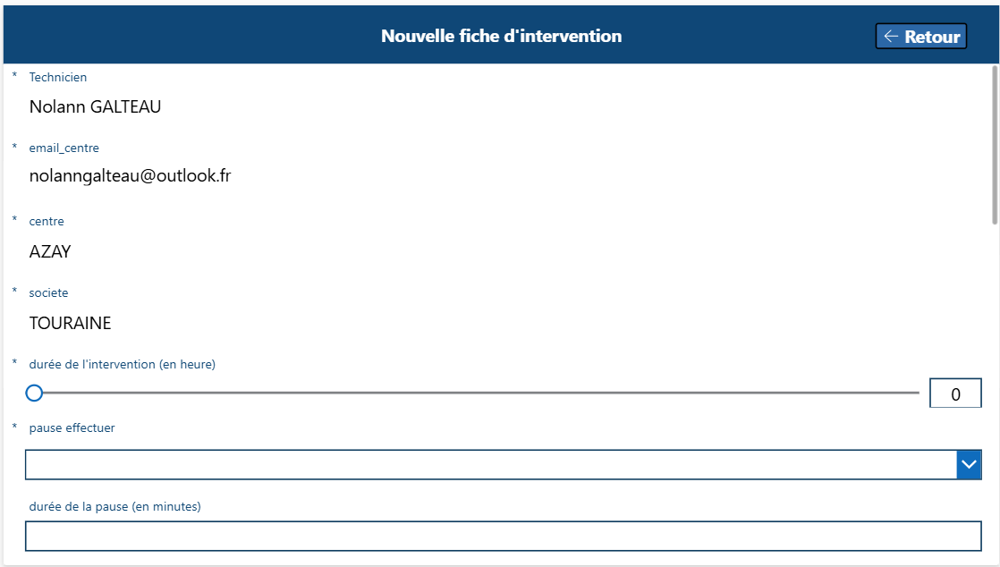 Nouvelle fiche d'intervention
← Retour
* Technicien
Nolann GALTEAU
* email_centre
nolanngalteau@outlook.fr
* centre
AZAY
* societe
TOURAINE
* durée de l'intervention (en heure)
0
* pause effectuer
durée de la pause (en minutes)